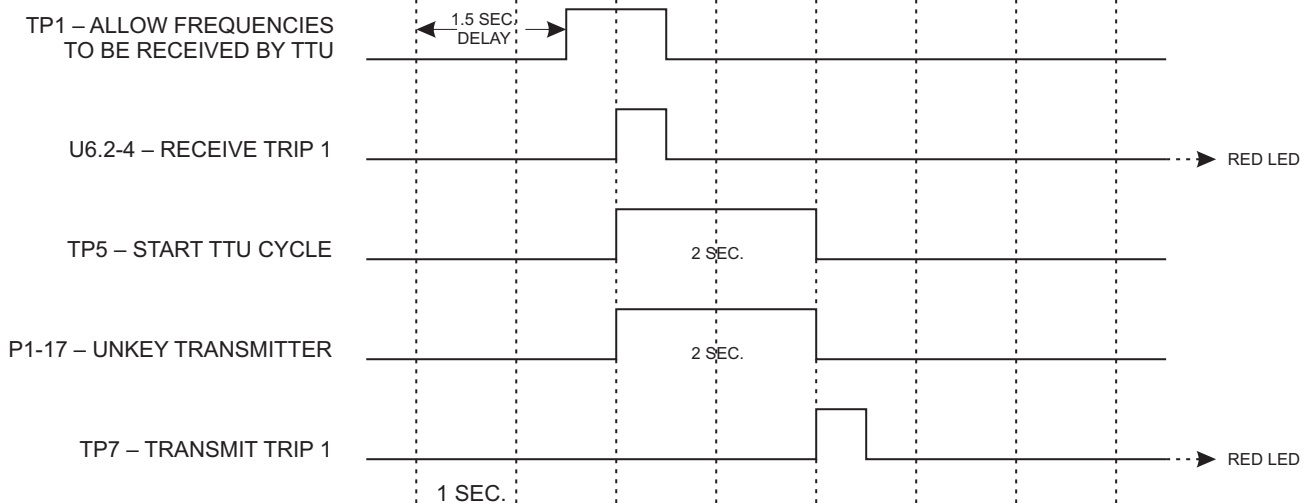 TP1 – ALLOW FREQUENCIES
TO BE RECEIVED BY TTU
1.5 SEC.
DELAY
U6.2-4 – RECEIVE TRIP 1
RED LED
TP5 – START TTU CYCLE
2 SEC.
P1-17 – UNKEY TRANSMITTER
2 SEC.
TP7 – TRANSMIT TRIP 1
RED LED
1 SEC.